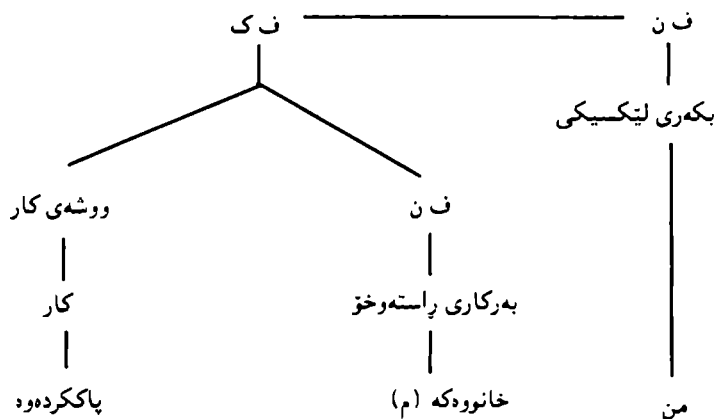 ف ن ف ک
بکەری لێکسیکی
ف ن ووشەی کار
بەرکاری ڕاستەوخۆ کار
من خانووەکە (م) پاککردەوە